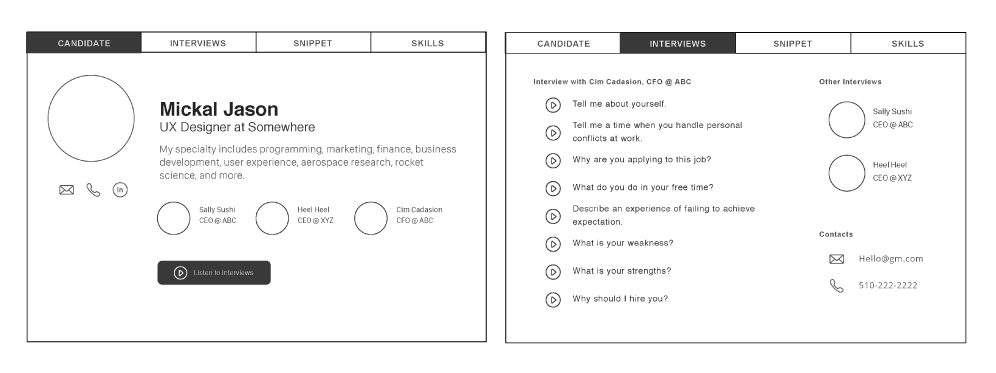 CANDIDATE
INTERVIEWS
SNIPPET
SKILLS
Mickal Jason
UX Designer at Somewhere
My specialty includes programming, marketing, finance, business
development, user experience, aerospace research, rocket
science, and more.
in
Sally Sushi
CEO @ ABC
Heel Heel
CEO @ XYZ
Cim Cadasion
CFO @ ABC
Listen to Interviews
CANDIDATE
INTERVIEWS
SNIPPET
SKILLS
Interview with Cim Cadasion, CFO @ ABC
Tell me about yourself.
Tell me a time when you handle personal
conflicts at work.
Why are you applying to this job?
What do you do in your free time?
Describe an experience of failing to achieve
expectation.
What is your weakness?
What is your strengths?
Why should I hire you?
Other Interviews
Sally Sushi
CEO @ ABC
Heel Heel
CEO @ XYZ
Contacts
Hello@gm.com
510-222-2222